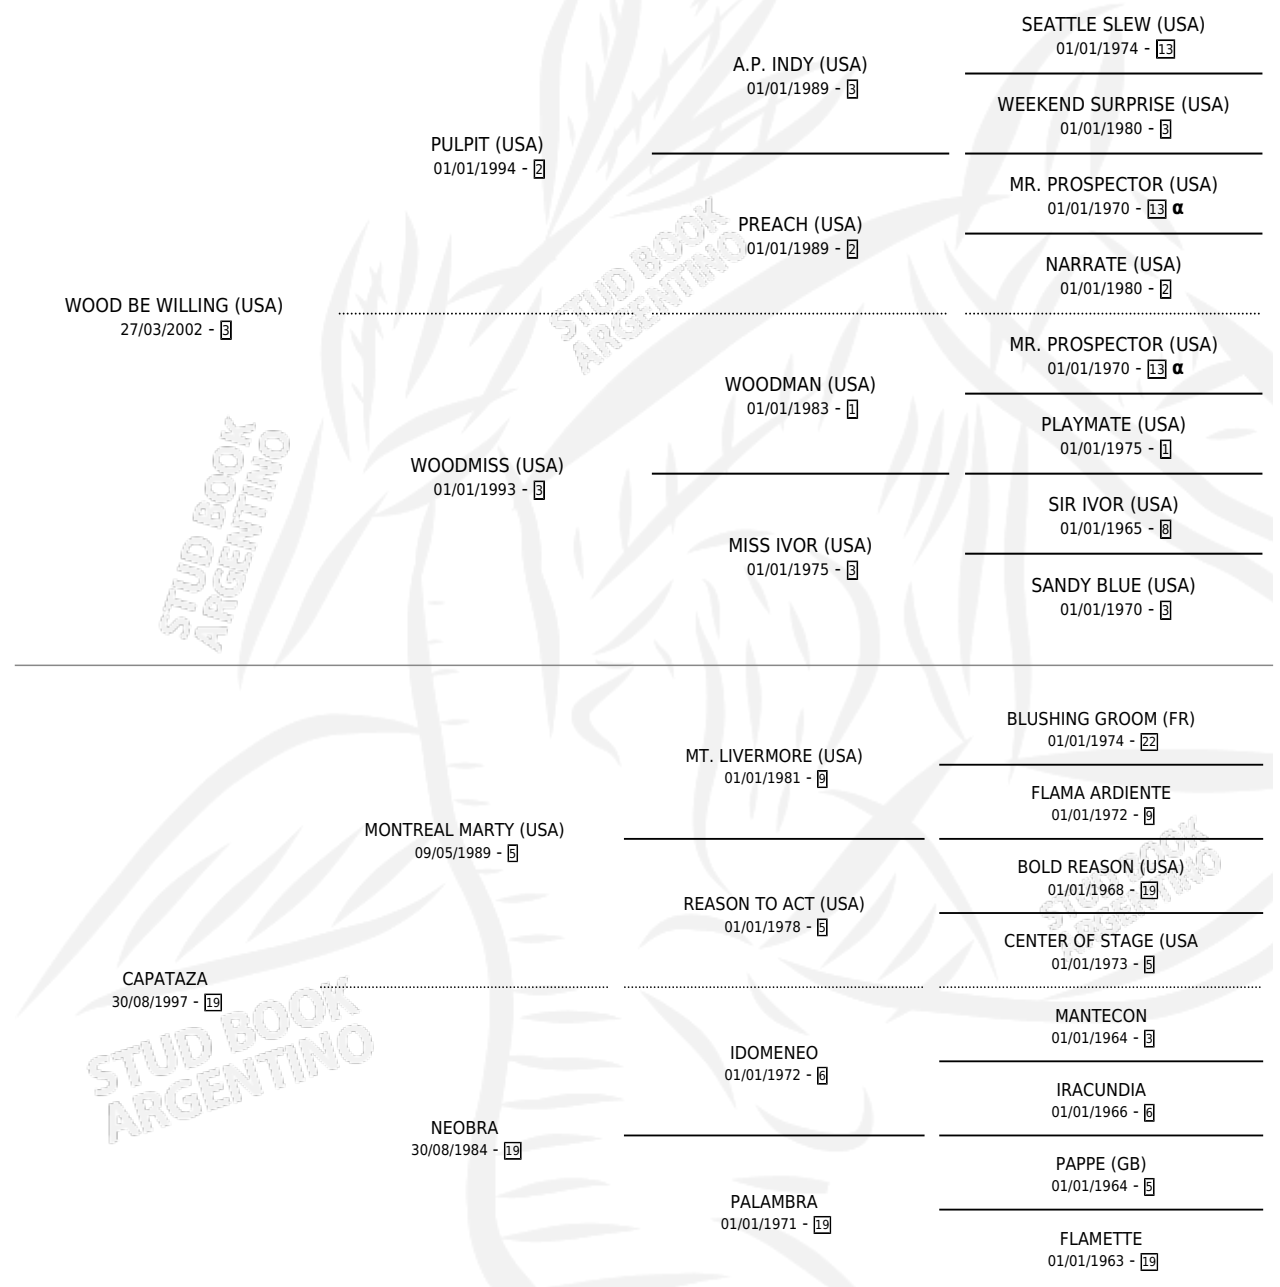 SEATTLE SLEW (USA)
01/01/1974 - 13
A.P. INDY (USA)
01/01/1989 - 3
WEEKEND SURPRISE (USA)
01/01/1980 - 3
PULPIT (USA)
01/01/1994 - 2
MR. PROSPECTOR (USA)
01/01/1970 - 13 α
PREACH (USA)
01/01/1989 - 2
NARRATE (USA)
01/01/1980 - 2
WOOD BE WILLING (USA)
27/03/2002 - 3
MR. PROSPECTOR (USA)
01/01/1970 - 13 α
WOODMAN (USA)
01/01/1983 - 1
PLAYMATE (USA)
01/01/1975 - 1
WOODMISS (USA)
01/01/1993 - 3
SIR IVOR (USA)
01/01/1965 - 8
MISS IVOR (USA)
01/01/1975 - 3
SANDY BLUE (USA)
01/01/1970 - 3
STUD BOOK
ARGENTINO
STUD BOOK
ARGENTINO
BLUSHING GROOM (FR)
01/01/1974 - 22
MT. LIVERMORE (USA)
01/01/1981 - 9
FLAMA ARDIENTE
01/01/1972 - 9
MONTREAL MARTY (USA)
09/05/1989 - 5
BOLD REASON (USA)
01/01/1968 - 19
REASON TO ACT (USA)
01/01/1978 - 5
CENTER OF STAGE (USA
01/01/1973 - 5
CAPATAZA
30/08/1997 - 19
MANTECON
01/01/1964 - 3
IDOMENEO
01/01/1972 - 6
IRACUNDIA
01/01/1966 - 6
NEOBRA
30/08/1984 - 19
PAPPE (GB)
01/01/1964 - 5
PALAMBRA
01/01/1971 - 19
FLAMETTE
01/01/1963 - 19
STUD BOOK
ARGENTINO
STUD BOOK
ARGENTINO